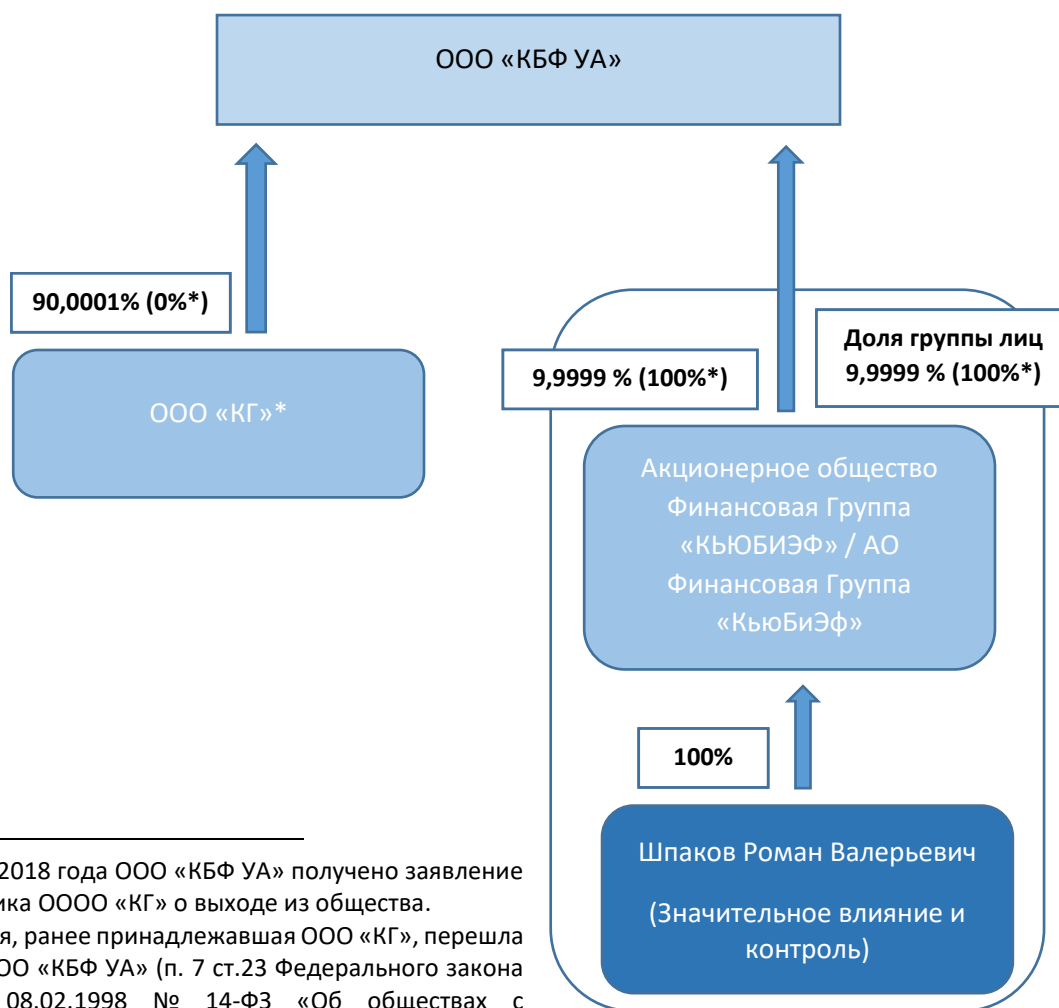 ООО «КБФ УА»
90,0001% (0%*)
ООО «КГ»*
9,9999 % (100%*)
Доля группы лиц
9,9999 % (100%*)
Акционерное общество
Финансовая Группа
«КЬЮБИЭФ» / АО
Финансовая Группа
«КьюБиЭф»
100%
Шпаков Роман Валерьевич
(Значительное влияние и
контроль)
2018 года ООО «КБФ УА» получено заявление
ика ОООО «КГ» о выходе из общества.
я, ранее принадлежавшая ООО «КГ», перешла
ОО «КБФ УА» (п. 7 ст.23 Федерального закона
08.02.1998 № 14-ФЗ «Об обществах с